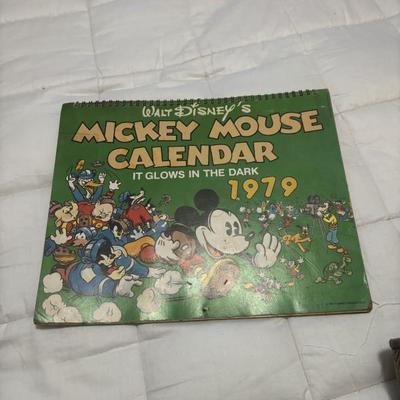 WALT DISNEY'S
MICKEY MOUSE
CALENDAR
IT GLOWS IN THE DARK
1979